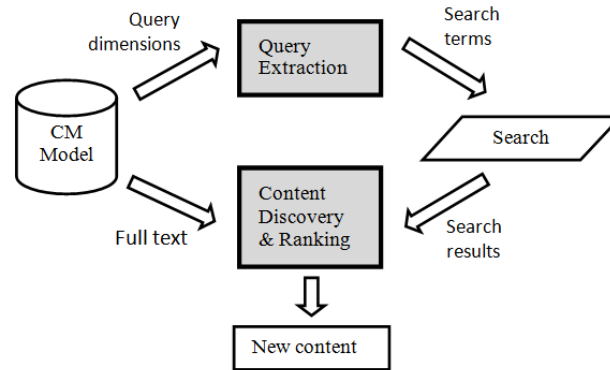 Query
dimensions
Query
Extraction
Search
terms
CM
Model
Search
Full text
Content
Discovery
& Ranking
Search
results
New content